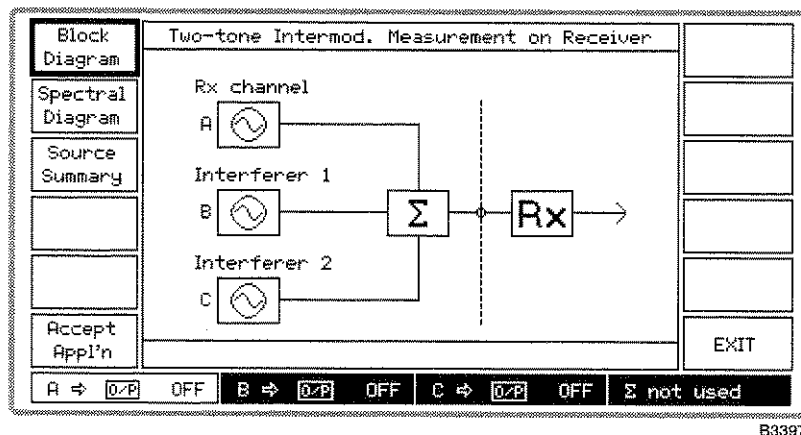 Block
Diagram
Two-tone Intermod. Measurement on Receiver
Spectral
Diagram
Source
Summary
Rx channel
A
Interferer 1
B
Σ
Rx
Interferer 2
C
Accept
Appl'n
EXIT
A ⇨ O/P OFF B ⇨ O/P OFF C ⇨ O/P OFF Σ not used
B3397